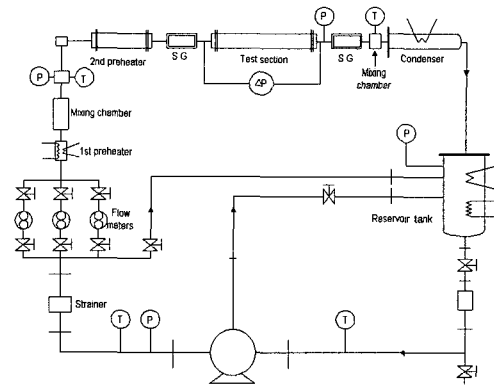 P
T
2nd preheater
S G
Test section
S G
Mixing
chamber
Condenser
P
T
ΔP
Mixing chamber
1st preheater
P
Flow
meters
Reservoir tank
Strainer
T
P
T